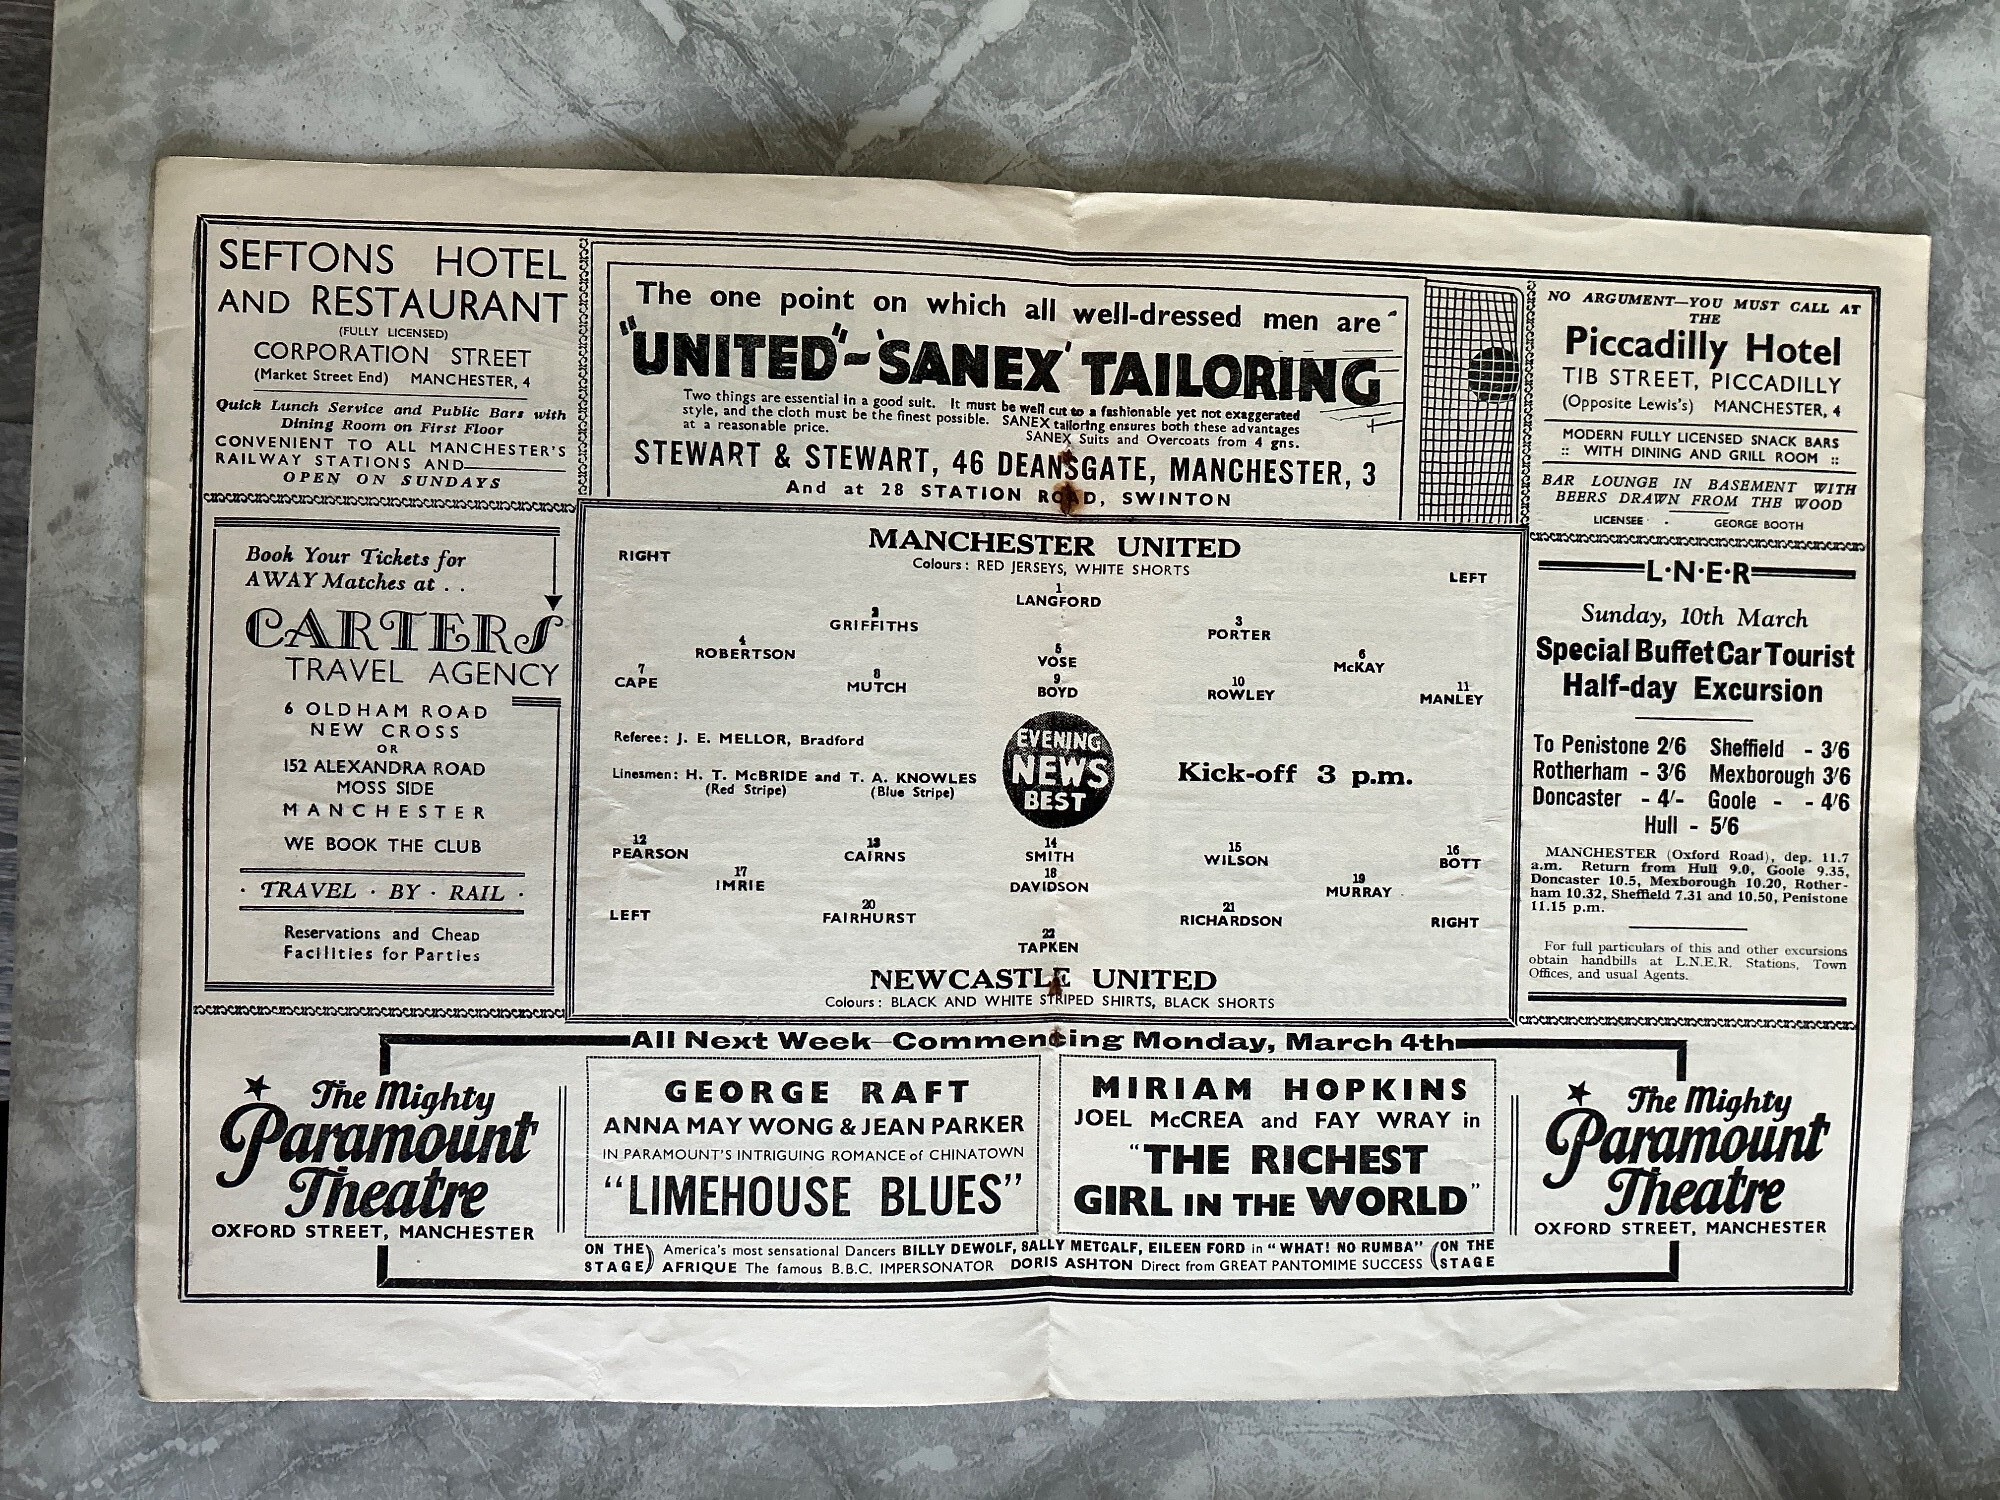 SEFTONS HOTEL
AND RESTAURANT
(FULLY LICENSED)
CORPORATION STREET
(Market Street End) MANCHESTER, 4
Quick Lunch Service and Public Bars with
Dining Room on First Floor
CONVENIENT TO ALL MANCHESTER'S
RAILWAY STATIONS AND
OPEN ON SUNDAYS
The one point on which all well-dressed men are
"UNITED"-'SANEX' TAILORING
Two things are essential in a good suit. It must be well cut to a fashionable yet not exaggerated
style, and the cloth must be the finest possible. SANEX tailoring ensures both these advantages
at a reasonable price. SANEX Suits and Overcoats from 4 gns.
STEWART & STEWART, 46 DEANSGATE, MANCHESTER, 3
And at 28 STATION ROAD, SWINTON
NO ARGUMENT—YOU MUST CALL AT
THE
Piccadilly Hotel
TIB STREET, PICCADILLY
(Opposite Lewis's) MANCHESTER, 4
MODERN FULLY LICENSED SNACK BARS
:: WITH DINING AND GRILL ROOM ::
BAR LOUNGE IN BASEMENT WITH
BEERS DRAWN FROM THE WOOD
LICENSEE - GEORGE BOOTH
Book Your Tickets for
AWAY Matches at . .
CARTERS
TRAVEL AGENCY
6 OLDHAM ROAD
NEW CROSS
OR
152 ALEXANDRA ROAD
MOSS SIDE
MANCHESTER
WE BOOK THE CLUB
· TRAVEL · BY · RAIL ·
Reservations and Cheap
Facilities for Parties
MANCHESTER UNITED
Colours: RED JERSEYS, WHITE SHORTS
RIGHT
LEFT
1
LANGFORD
2 3
GRIFFITHS PORTER
4 5 6
ROBERTSON VOSE McKAY
7 8 9 10 11
CAPE MUTCH BOYD ROWLEY MANLEY
Referee: J. E. MELLOR, Bradford
Linesmen: H. T. McBRIDE and T. A. KNOWLES
(Red Stripe) (Blue Stripe)
EVENING
NEWS
BEST
Kick-off 3 p.m.
12 13 14 15 16
PEARSON CAIRNS SMITH WILSON BOTT
17 18 19
IMRIE DAVIDSON MURRAY
20 21
FAIRHURST RICHARDSON
LEFT RIGHT
22
TAPKEN
NEWCASTLE UNITED
Colours: BLACK AND WHITE STRIPED SHIRTS, BLACK SHORTS
L·N·E·R
Sunday, 10th March
Special Buffet Car Tourist
Half-day Excursion
To Penistone 2/6 Sheffield - 3/6
Rotherham - 3/6 Mexborough 3/6
Doncaster - 4/- Goole - - 4/6
Hull - 5/6
MANCHESTER (Oxford Road), dep. 11.7
a.m. Return from Hull 9.0, Goole 9.35,
Doncaster 10.5, Mexborough 10.20, Rother-
ham 10.32, Sheffield 7.31 and 10.50, Penistone
11.15 p.m.
For full particulars of this and other excursions
obtain handbills at L.N.E.R. Stations, Town
Offices, and usual Agents.
All Next Week—Commencing Monday, March 4th
The Mighty
Paramount
Theatre
OXFORD STREET, MANCHESTER
GEORGE RAFT
ANNA MAY WONG & JEAN PARKER
IN PARAMOUNT'S INTRIGUING ROMANCE of CHINATOWN
"LIMEHOUSE BLUES"
MIRIAM HOPKINS
JOEL McCREA and FAY WRAY in
"THE RICHEST
GIRL IN THE WORLD"
The Mighty
Paramount
Theatre
OXFORD STREET, MANCHESTER
ON THE STAGE) America's most sensational Dancers BILLY DEWOLF, SALLY METCALF, EILEEN FORD in "WHAT! NO RUMBA" (ON THE STAGE
AFRIQUE The famous B.B.C. IMPERSONATOR DORIS ASHTON Direct from GREAT PANTOMIME SUCCESS